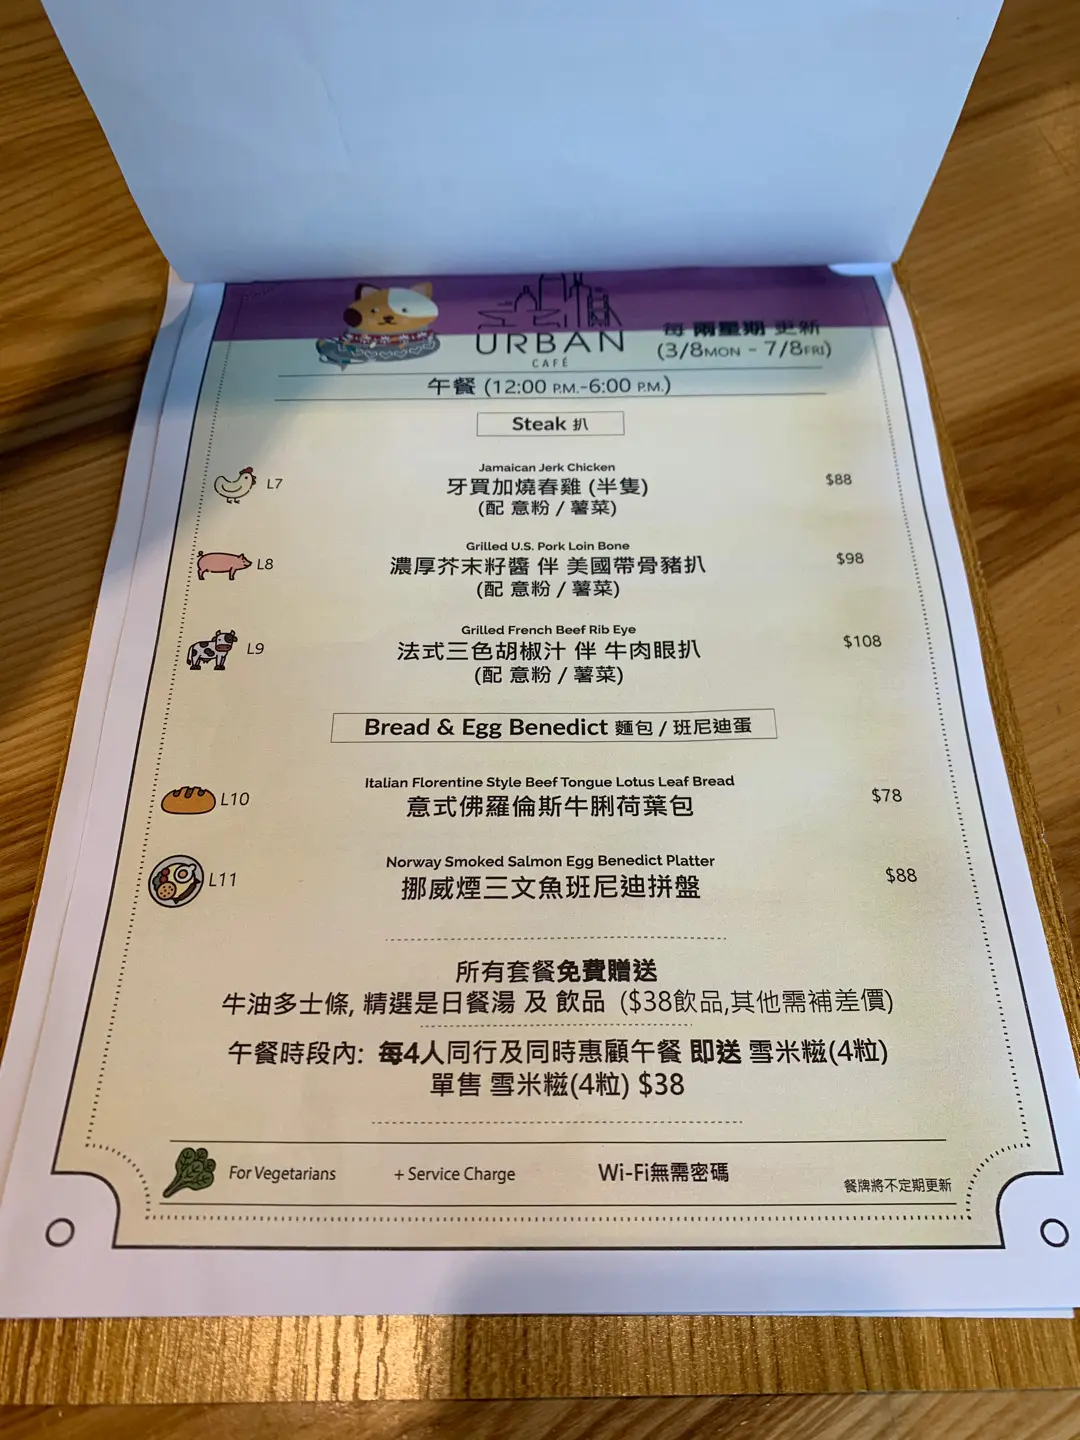 URBAN
CAFÉ
每 兩星期 更新
(3/8MON - 7/8FRI)
午餐 (12:00 P.M.-6:00 P.M.)
Steak 扒
Jamaican Jerk Chicken
L7 牙買加燒春雞 (半隻) $88
(配 意粉 / 薯菜)
Grilled U.S. Pork Loin Bone
L8 濃厚芥末籽醬 伴 美國帶骨豬扒 $98
(配 意粉 / 薯菜)
Grilled French Beef Rib Eye
L9 法式三色胡椒汁 伴 牛肉眼扒 $108
(配 意粉 / 薯菜)
Bread & Egg Benedict 麵包 / 班尼迪蛋
Italian Florentine Style Beef Tongue Lotus Leaf Bread
L10 意式佛羅倫斯牛脷荷葉包 $78
Norway Smoked Salmon Egg Benedict Platter
L11 挪威煙三文魚班尼迪拼盤 $88
所有套餐免費贈送
牛油多士條, 精選是日餐湯 及 飲品 ($38飲品,其他需補差價)
午餐時段內: 每4人同行及同時惠顧午餐 即送 雪米糍(4粒)
單售 雪米糍(4粒) $38
For Vegetarians + Service Charge Wi-Fi無需密碼 餐牌將不定期更新